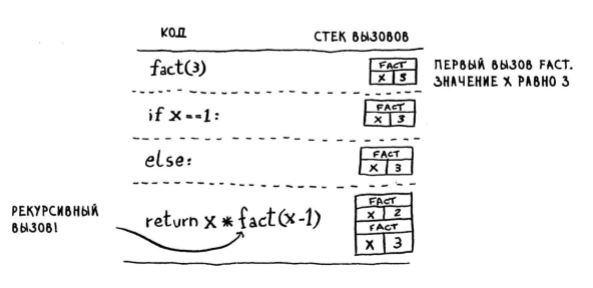 КОД
СТЕК ВЫЗОВОВ
fact(3)
FACT
X 3
ПЕРВЫЙ ВЫЗОВ FACT.
ЗНАЧЕНИЕ X РАВНО 3
if x==1:
FACT
X 3
else:
FACT
X 3
РЕКУРСИВНЫЙ
ВЫЗОВ!
return x * fact(x-1)
FACT
X 2
FACT
X 3